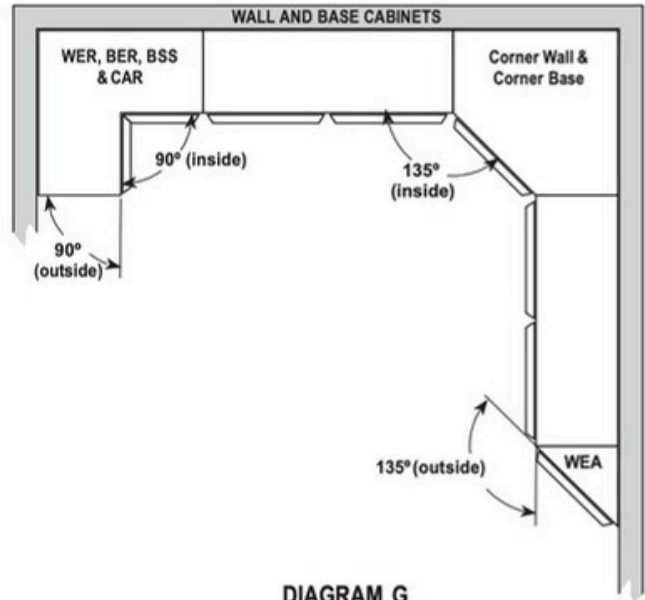 WALL AND BASE CABINETS
WER, BER, BSS
& CAR
Corner Wall &
Corner Base
90º (inside)
135º
(inside)
90º
(outside)
135º (outside)
WEA
DIAGRAM G